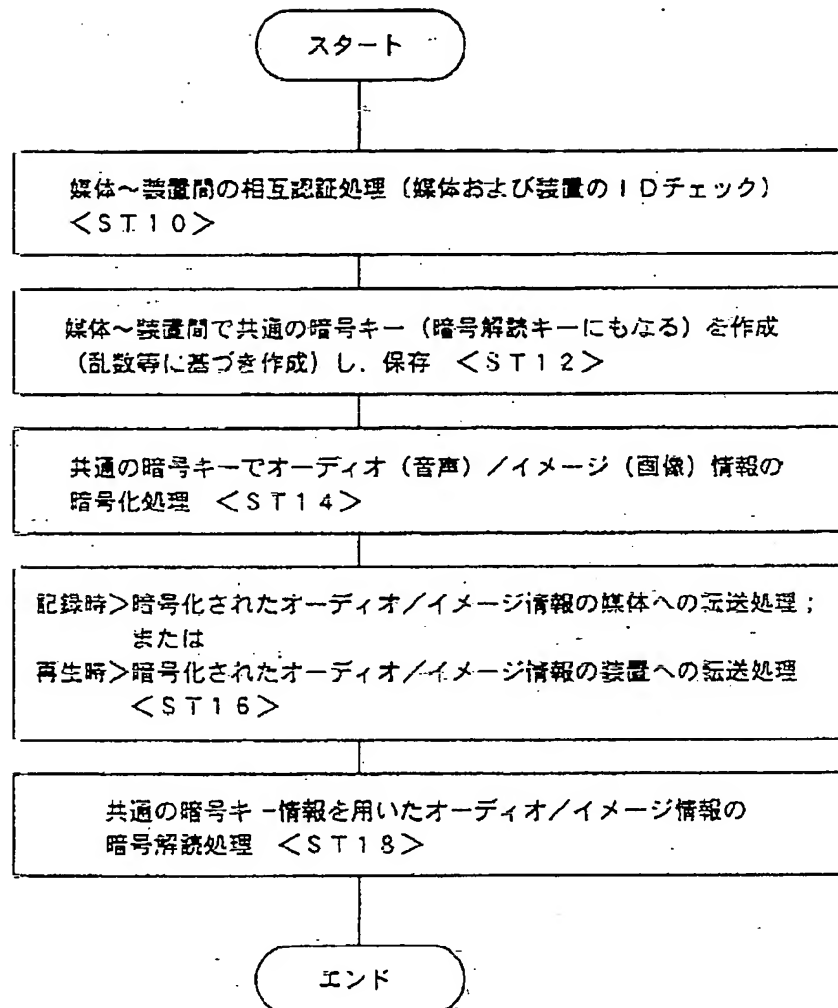 スタート
媒体〜装置間の相互認証処理（媒体および装置のＩＤチェック）
＜ＳＴ１０＞
媒体〜装置間で共通の暗号キー（暗号解読キーにもなる）を作成
（乱数等に基づき作成）し．保存 ＜ＳＴ１２＞
共通の暗号キーでオーディオ（音声）／イメージ（画像）情報の
暗号化処理 ＜ＳＴ１４＞
記録時＞暗号化されたオーディオ／イメージ情報の媒体への転送処理；
または
再生時＞暗号化されたオーディオ／イメージ情報の装置への転送処理
＜ＳＴ１６＞
共通の暗号キー情報を用いたオーディオ／イメージ情報の
暗号解読処理 ＜ＳＴ１８＞
エンド